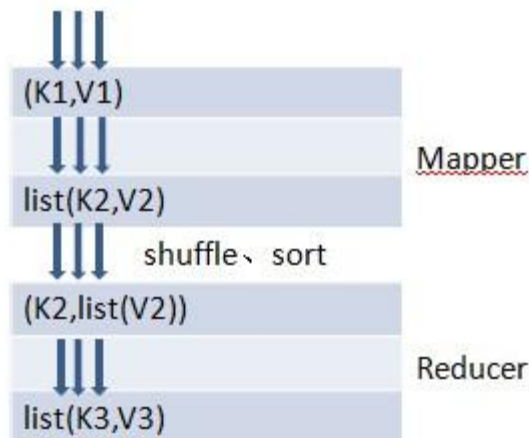 (K1,V1)
Mapper
list(K2,V2)
shuffle、sort
(K2,list(V2))
Reducer
list(K3,V3)